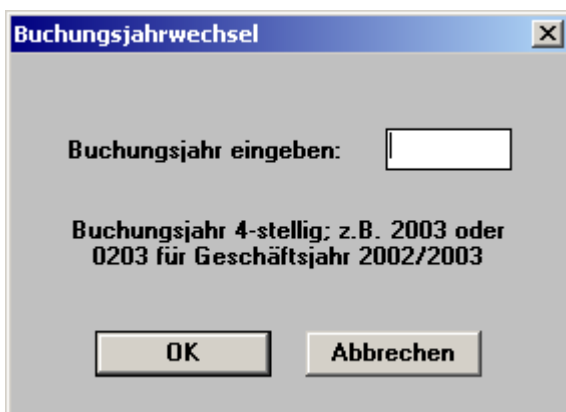 Buchungsjahrwechsel
Buchungsjahr eingeben:
Buchungsjahr 4-stellig; z.B. 2003 oder
0203 für Geschäftsjahr 2002/2003
OK
Abbrechen